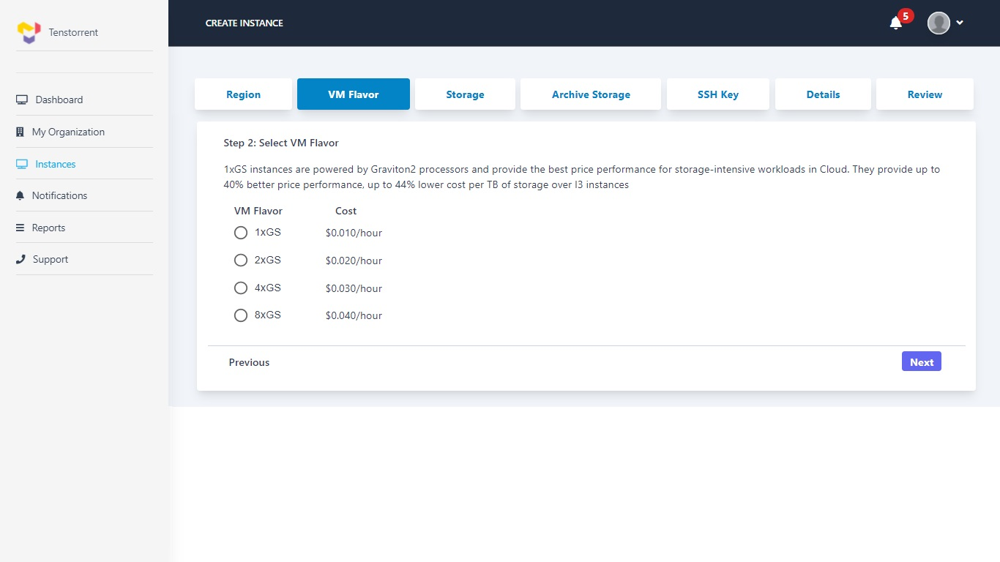 Tenstorrent
Dashboard
My Organization
Instances
Notifications
Reports
Support
CREATE INSTANCE
5
Region
VM Flavor
Storage
Archive Storage
SSH Key
Details
Review
Step 2: Select VM Flavor
1xGS instances are powered by Graviton2 processors and provide the best price performance for storage-intensive workloads in Cloud. They provide up to
40% better price performance, up to 44% lower cost per TB of storage over I3 instances
VM Flavor Cost
1xGS $0.010/hour
2xGS $0.020/hour
4xGS $0.030/hour
8xGS $0.040/hour
Previous
Next